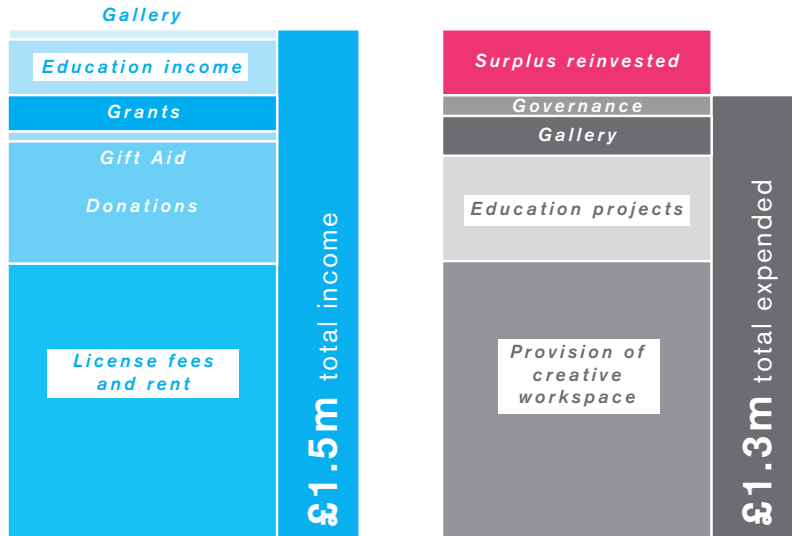 Gallery
Education income
Grants
Gift Aid
Donations
License fees
and rent
£1.5m total income
Surplus reinvested
Governance
Gallery
Education projects
Provision of
creative
workspace
£1.3m total expended